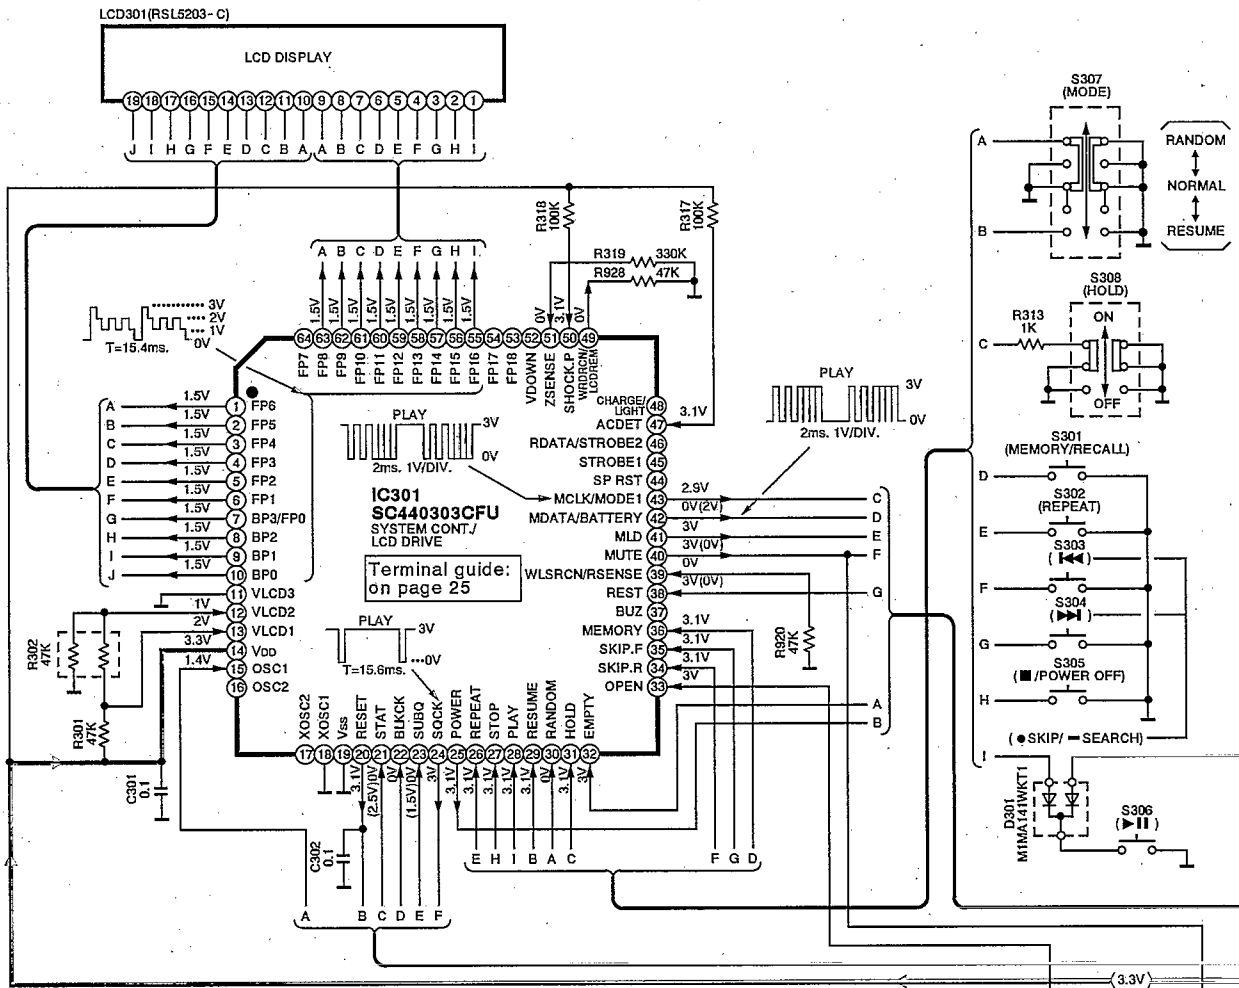 LCD301(RSL5203-C)
LCD DISPLAY
19 18 17 16 15 14 13 12 11 10 9 8 7 6 5 4 3 2 1
J I H G F E D C B A A B C D E F G H I
R318
100K
R317
100K
R319 330K
R928 47K
A B C D E F G H I
1.5V 1.5V 1.5V 1.5V 1.5V 1.5V 1.5V 1.5V 1.5V
0V 3.1V 0V
64 63 62 61 60 59 58 57 56 55 54 53 52 51 50 49
FP7 FP8 FP9 FP10 FP11 FP12 FP13 FP14 FP15 FP16 FP17 FP18 VDOWN ZSENSE SHOCK.P WRDRCN/LCDREM
3V
2V
1V
0V
T=15.4ms.
A 1.5V 1 FP6
B 1.5V 2 FP5
C 1.5V 3 FP4
D 1.5V 4 FP3
E 1.5V 5 FP2
F 1.5V 6 FP1
G 1.5V 7 BP3/FP0
H 1.5V 8 BP2
I 1.5V 9 BP1
J 1.5V 10 BP0
11 VLCD3
1V 12 VLCD2
2V 13 VLCD1
3.3V 14 VDD
1.4V 15 OSC1
16 OSC2
R302
47K
R301
47K
C301
0.1
PLAY
3V
0V
2ms. 1V/DIV.
IC301
SC440303CFU
SYSTEM CONT./
LCD DRIVE
Terminal guide:
on page 25
PLAY
3V
0V
T=15.6ms.
PLAY
3V
0V
2ms. 1V/DIV.
CHARGE/
LIGHT 48
ACDET 47 3.1V
RDATA/STROBE2 46
STROBE1 45
SP RST 44
MCLK/MODE1 43 2.9V C
MDATA/BATTERY 42 0V(2V) D
MLD 41 3V E
MUTE 40 3V(0V) F
WLSRCN/RSENSE 39 0V
REST 38 3V(0V) G
BUZ 37
MEMORY 36 3.1V
SKIP.F 35 3.1V
SKIP.R 34 3.1V
OPEN 33 3V
A
B
R920
47K
XOSC2 XOSC1 Vss RESET STAT BLKCK SUBQ SQCK POWER REPEAT STOP PLAY RESUME RANDOM HOLD EMPTY
17 18 19 20 21 22 23 24 25 26 27 28 29 30 31 32
3.1V (2.5V)0V 0V (1.5V)0V 3V 3.1V 3.1V 3.1V 3.1V 3.1V 0V 3.1V 3V
C302
0.1
E H I B A C F G D
A B C D E F
S307
(MODE)
A
B
RANDOM
NORMAL
RESUME
S308
(HOLD)
R313
1K
C
ON
OFF
S301
(MEMORY/RECALL)
D
S302
(REPEAT)
E
S303
(⏮)
F
S304
(⏭)
G
S305
(■/POWER OFF)
H
(●SKIP/ ━SEARCH)
I
D301
M1MA141WKT1
S306
(▶❚❚)
(3.3V)